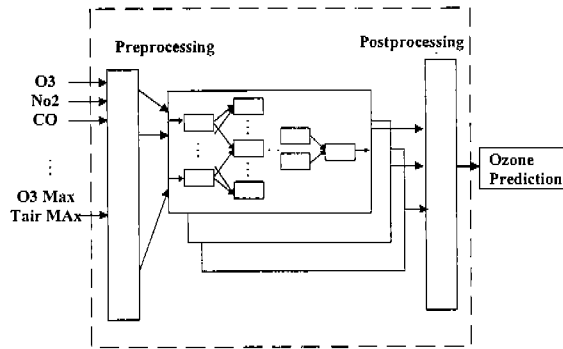 Preprocessing
Postprocessing
O3
No2
CO
O3 Max
Tair MAx
Ozone
Prediction